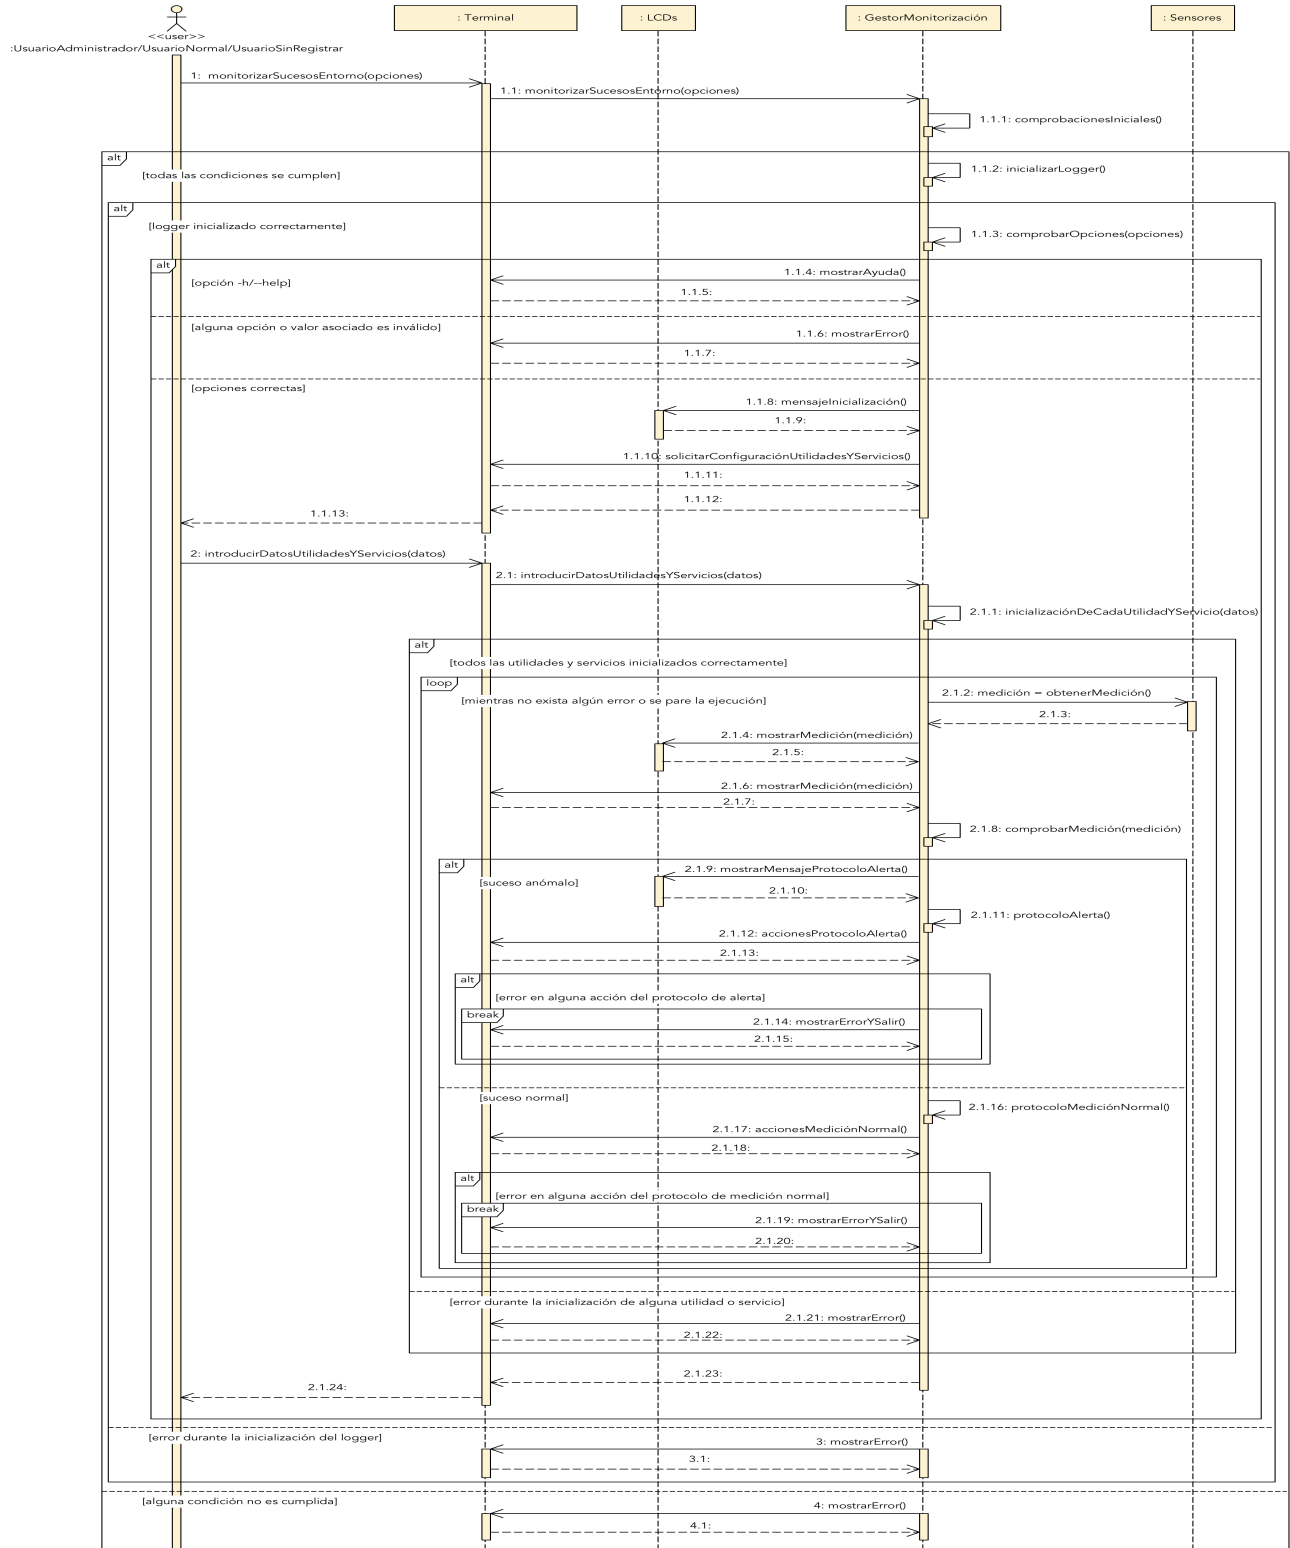 : Terminal
: LCDs
: GestorMonitorización
: Sensores
<<user>>
:UsuarioAdministrador/UsuarioNormal/UsuarioSinRegistrar
1: monitorizarSucesosEntorno(opciones)
1.1: monitorizarSucesosEntorno(opciones)
1.1.1: comprobacionesIniciales()
alt
[todas las condiciones se cumplen]
1.1.2: inicializarLogger()
alt
[logger inicializado correctamente]
1.1.3: comprobarOpciones(opciones)
alt
[opción -h/--help]
1.1.4: mostrarAyuda()
1.1.5:
[alguna opción o valor asociado es inválido]
1.1.6: mostrarError()
1.1.7:
[opciones correctas]
1.1.8: mensajeInicialización()
1.1.9:
1.1.10: solicitarConfiguraciónUtilidadesYServicios()
1.1.11:
1.1.12:
1.1.13:
2: introducirDatosUtilidadesYServicios(datos)
2.1: introducirDatosUtilidadesYServicios(datos)
2.1.1: inicializaciónDeCadaUtilidadYServicio(datos)
alt
[todos las utilidades y servicios inicializados correctamente]
loop
[mientras no exista algún error o se pare la ejecución]
2.1.2: medición = obtenerMedición()
2.1.3:
2.1.4: mostrarMedición(medición)
2.1.5:
2.1.6: mostrarMedición(medición)
2.1.7:
2.1.8: comprobarMedición(medición)
alt
[suceso anómalo]
2.1.9: mostrarMensajeProtocoloAlerta()
2.1.10:
2.1.11: protocoloAlerta()
2.1.12: accionesProtocoloAlerta()
2.1.13:
alt
[error en alguna acción del protocolo de alerta]
break
2.1.14: mostrarErrorYSalir()
2.1.15:
[suceso normal]
2.1.16: protocoloMediciónNormal()
2.1.17: accionesMediciónNormal()
2.1.18:
alt
[error en alguna acción del protocolo de medición normal]
break
2.1.19: mostrarErrorYSalir()
2.1.20:
[error durante la inicialización de alguna utilidad o servicio]
2.1.21: mostrarError()
2.1.22:
2.1.23:
2.1.24:
[error durante la inicialización del logger]
3: mostrarError()
3.1:
[alguna condición no es cumplida]
4: mostrarError()
4.1: